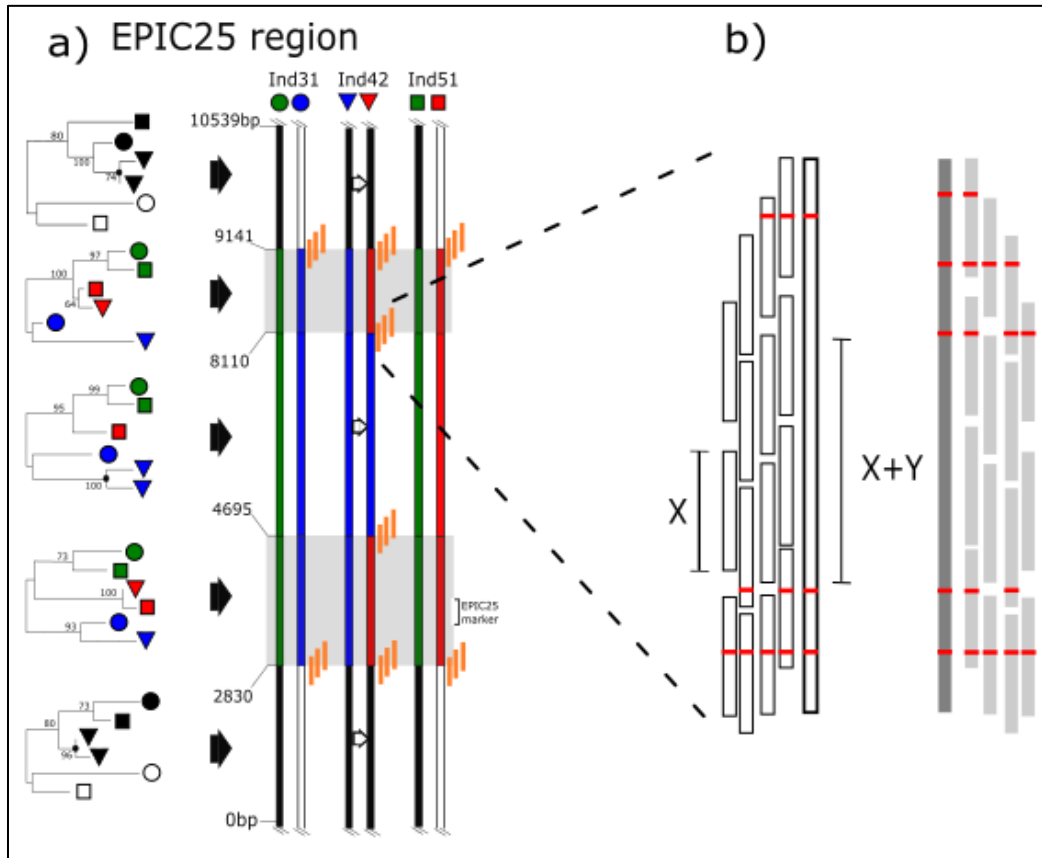 a) EPIC25 region
b)
Ind31 Ind42 Ind51
10539bp
80
100
74
9141
97
100
64
8110
99
95
100
4695
73
100
93
EPIC25
marker
2830
73
80
96
0bp
X
X+Y